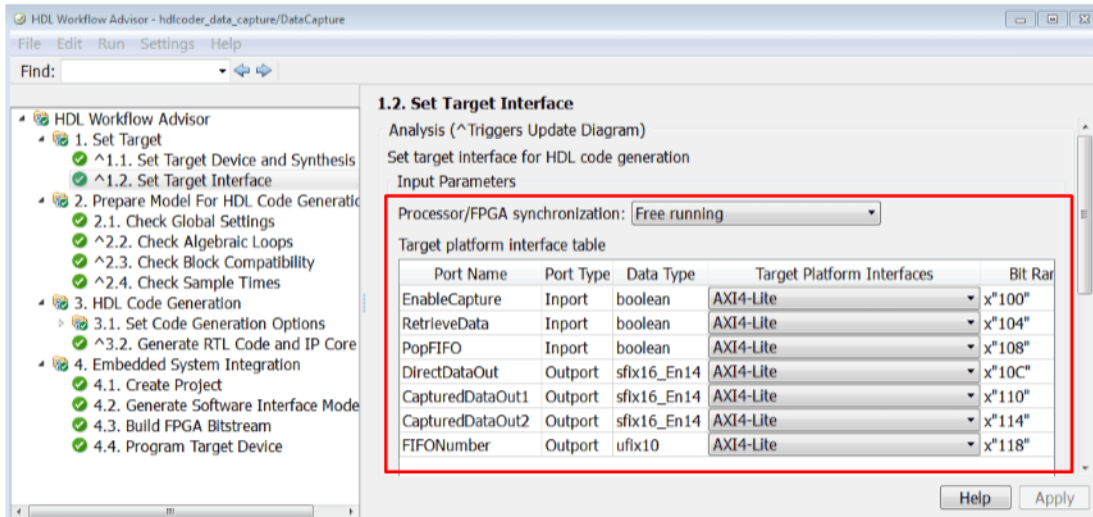 HDL Workflow Advisor - hdlcoder_data_capture/DataCapture
File Edit Run Settings Help
Find:
HDL Workflow Advisor
1. Set Target
^1.1. Set Target Device and Synthesis
^1.2. Set Target Interface
2. Prepare Model For HDL Code Generatic
2.1. Check Global Settings
^2.2. Check Algebraic Loops
^2.3. Check Block Compatibility
^2.4. Check Sample Times
3. HDL Code Generation
3.1. Set Code Generation Options
^3.2. Generate RTL Code and IP Core
4. Embedded System Integration
4.1. Create Project
4.2. Generate Software Interface Mode
4.3. Build FPGA Bitstream
4.4. Program Target Device
1.2. Set Target Interface
Analysis (^Triggers Update Diagram)
Set target interface for HDL code generation
Input Parameters
Processor/FPGA synchronization: Free running
Target platform interface table
Port Name Port Type Data Type Target Platform Interfaces Bit Rar
EnableCapture Inport boolean AXI4-Lite x"100"
RetrieveData Inport boolean AXI4-Lite x"104"
PopFIFO Inport boolean AXI4-Lite x"108"
DirectDataOut Outport sfix16_En14 AXI4-Lite x"10C"
CapturedDataOut1 Outport sfix16_En14 AXI4-Lite x"110"
CapturedDataOut2 Outport sfix16_En14 AXI4-Lite x"114"
FIFONumber Outport ufix10 AXI4-Lite x"118"
Help Apply